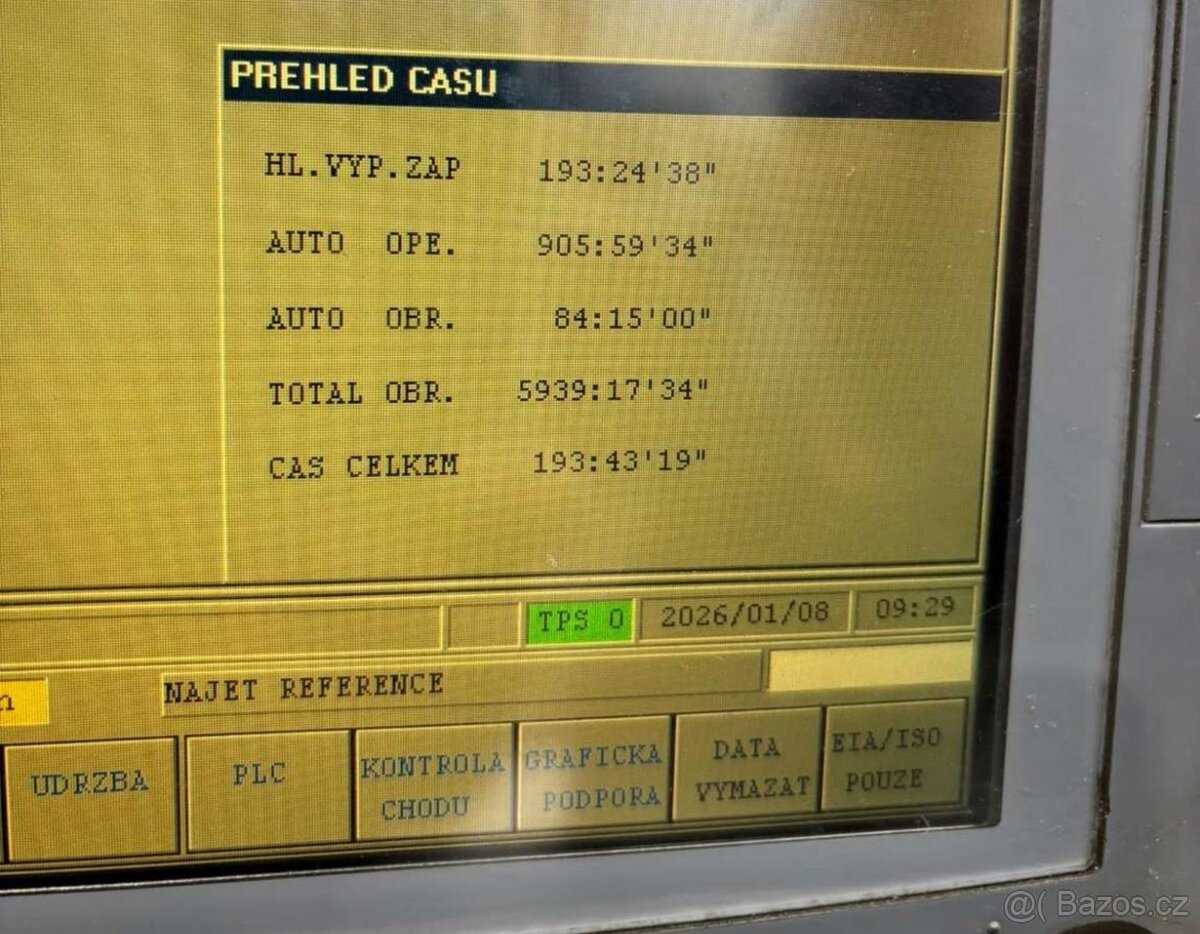 PREHLED CASU
HL.VYP.ZAP 193:24'38"
AUTO OPE. 905:59'34"
AUTO OBR. 84:15'00"
TOTAL OBR. 5939:17'34"
CAS CELKEM 193:43'19"
TPS 0 2026/01/08 09:29
NAJET REFERENCE
UDRZBA
PLC
KONTROLA
CHODU
GRAFICKA
PODPORA
DATA
VYMAZAT
EIA/ISO
POUZE
@( Bazos.cz